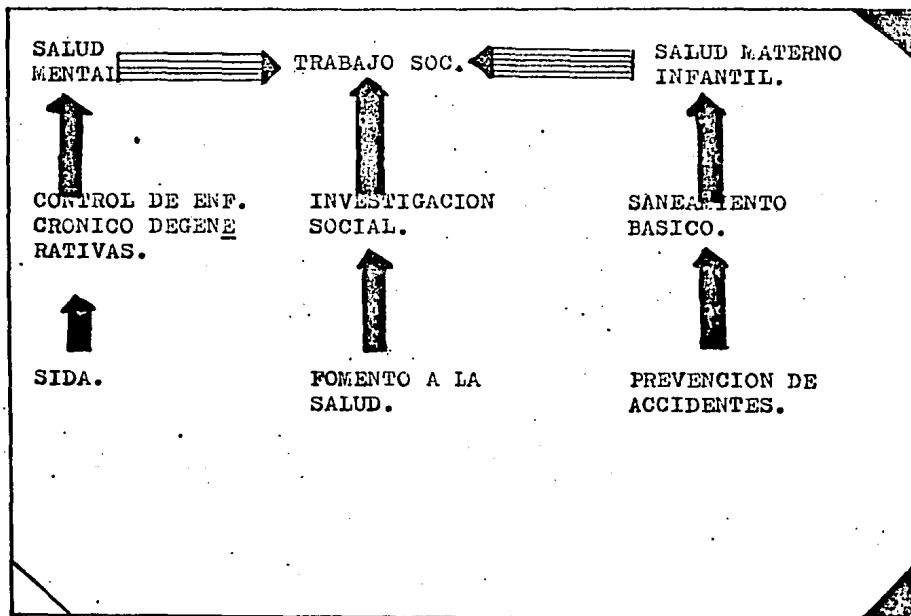 SALUD
MENTAL
TRABAJO SOC.
SALUD MATERNO
INFANTIL.
CONTROL DE ENF.
CRONICO DEGENE
RATIVAS.
INVESTIGACION
SOCIAL.
SANEAMIENTO
BASICO.
SIDA.
FOMENTO A LA
SALUD.
PREVENCION DE
ACCIDENTES.